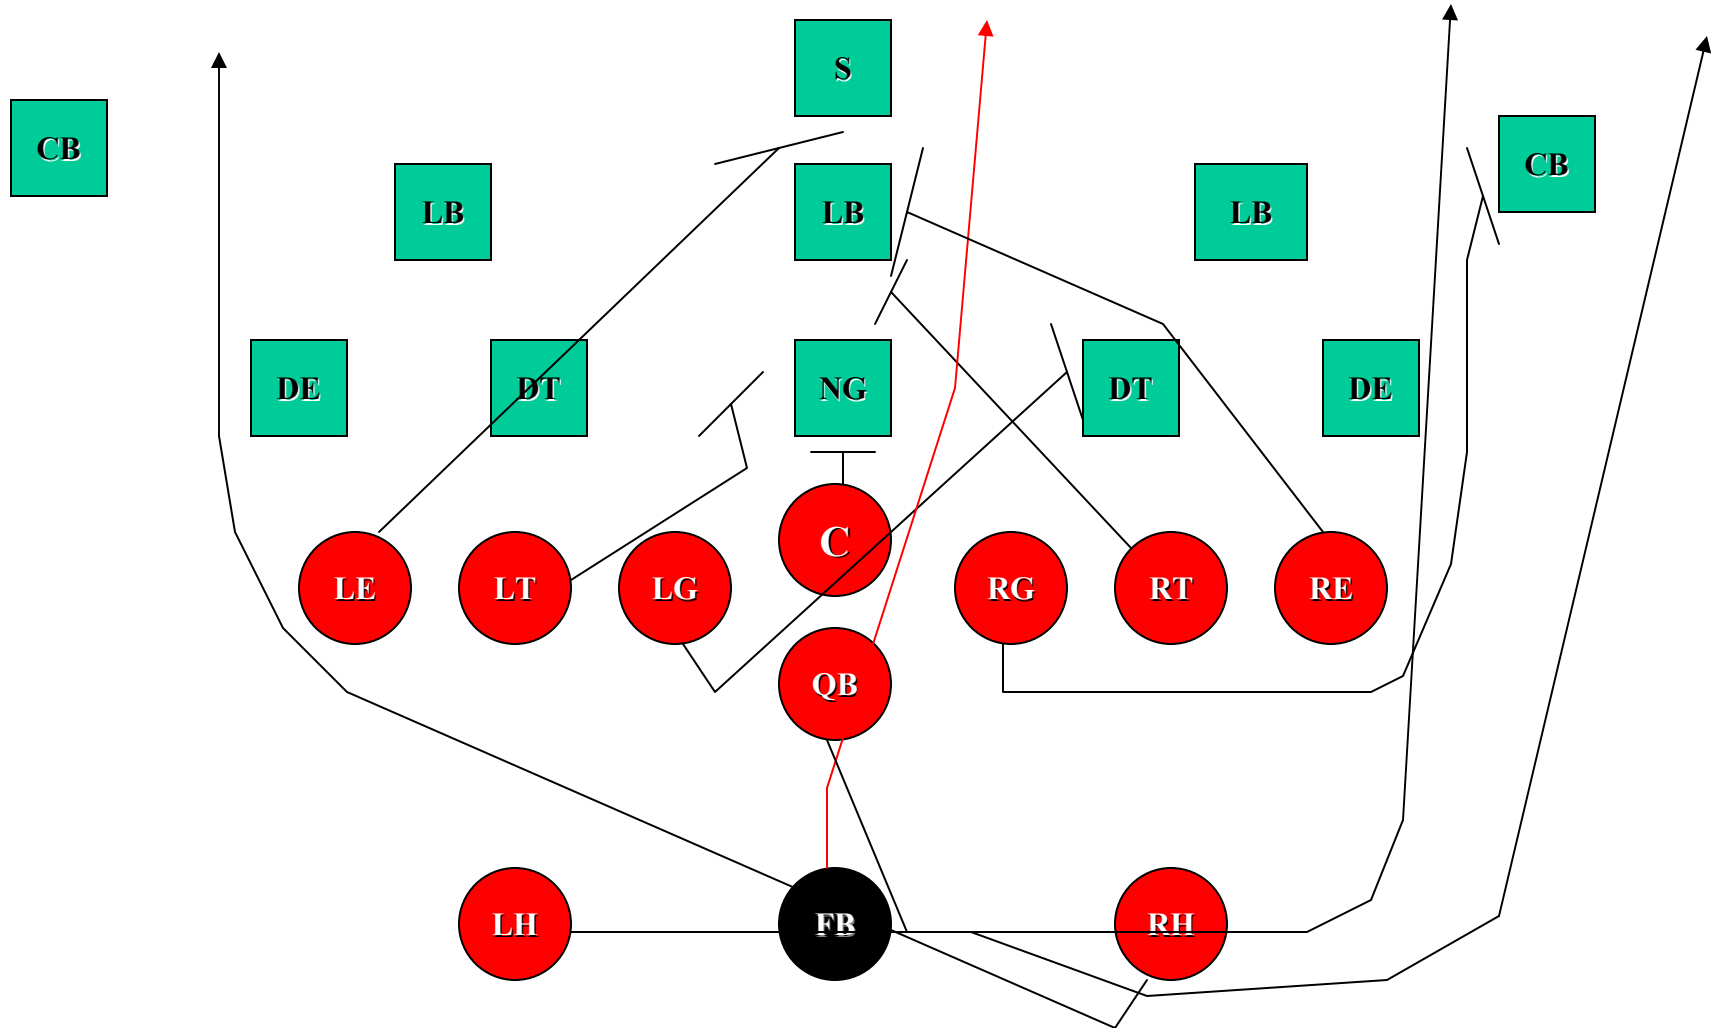 S
CB
CB
LB
LB
LB
DE
DT
NG
DT
DE
C
LE
LT
LG
RG
RT
RE
QB
LH
FB
RH